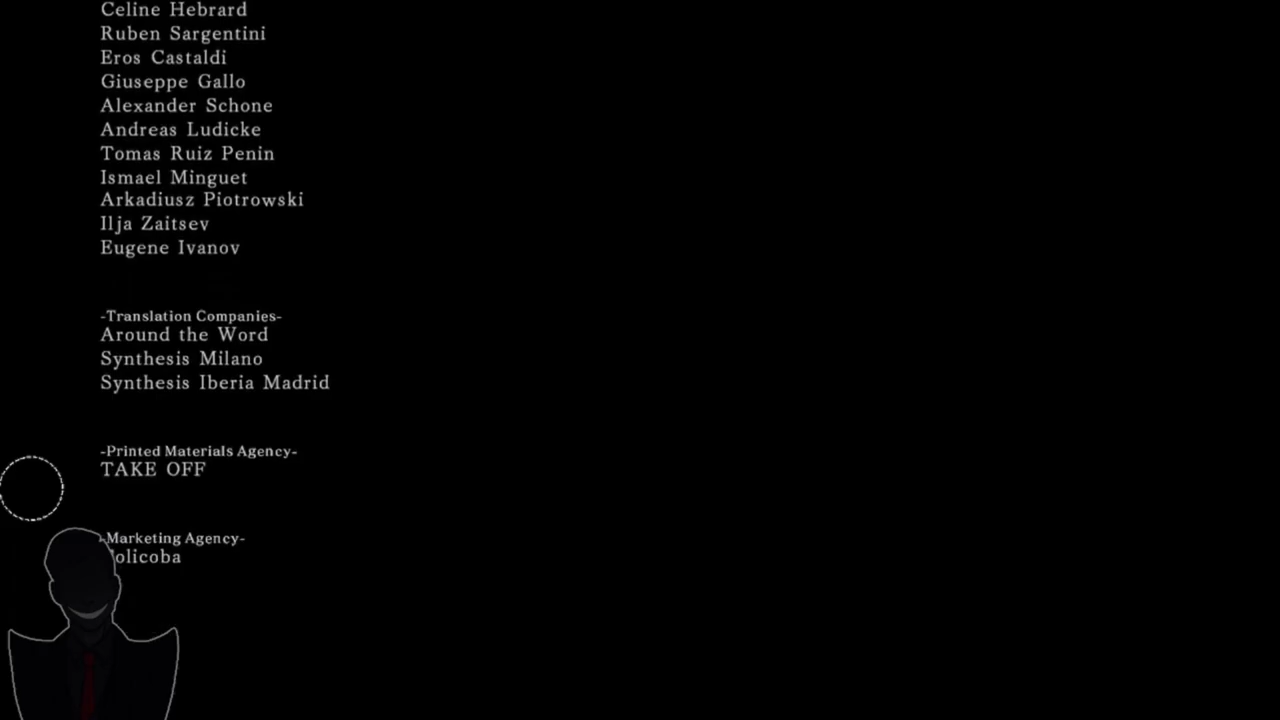 Celine Hebrard
Ruben Sargentini
Eros Castaldi
Giuseppe Gallo
Alexander Schone
Andreas Ludicke
Tomas Ruiz Penin
Ismael Minguet
Arkadiusz Piotrowski
Ilja Zaitsev
Eugene Ivanov
-Translation Companies-
Around the Word
Synthesis Milano
Synthesis Iberia Madrid
-Printed Materials Agency-
TAKE OFF
-Marketing Agency-